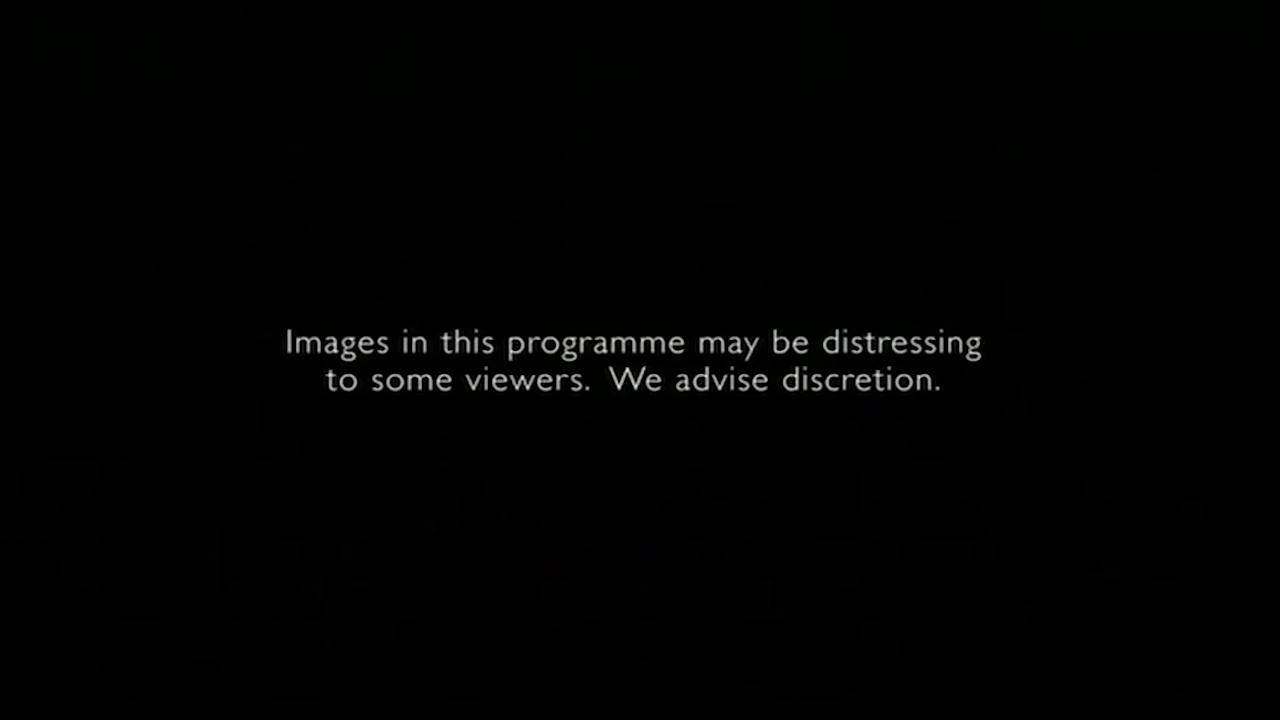 Images in this programme may be distressing
to some viewers. We advise discretion.